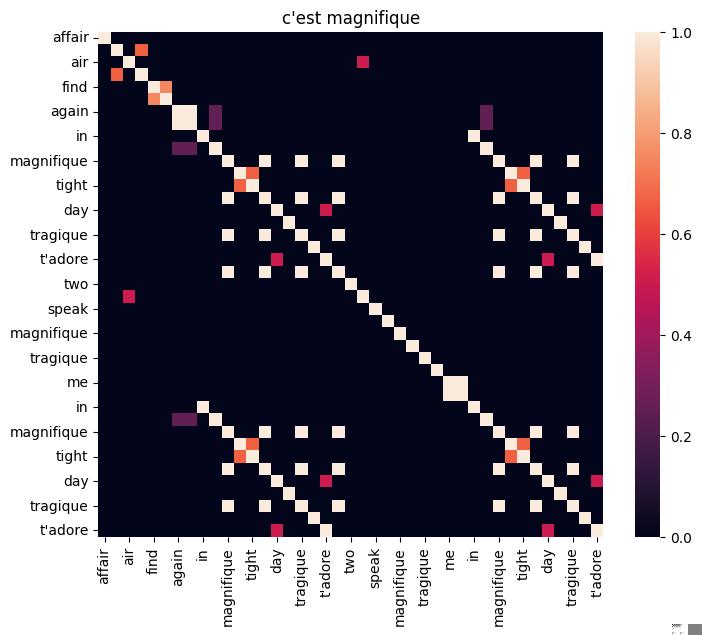 c'est magnifique
affair
air
find
again
in
magnifique
tight
day
tragique
t'adore
two
speak
magnifique
tragique
me
in
magnifique
tight
day
tragique
t'adore
1.0
0.8
0.6
0.4
0.2
0.0
affair
air
find
again
in
magnifique
tight
day
tragique
t'adore
two
speak
magnifique
tragique
me
in
magnifique
tight
day
tragique
t'adore